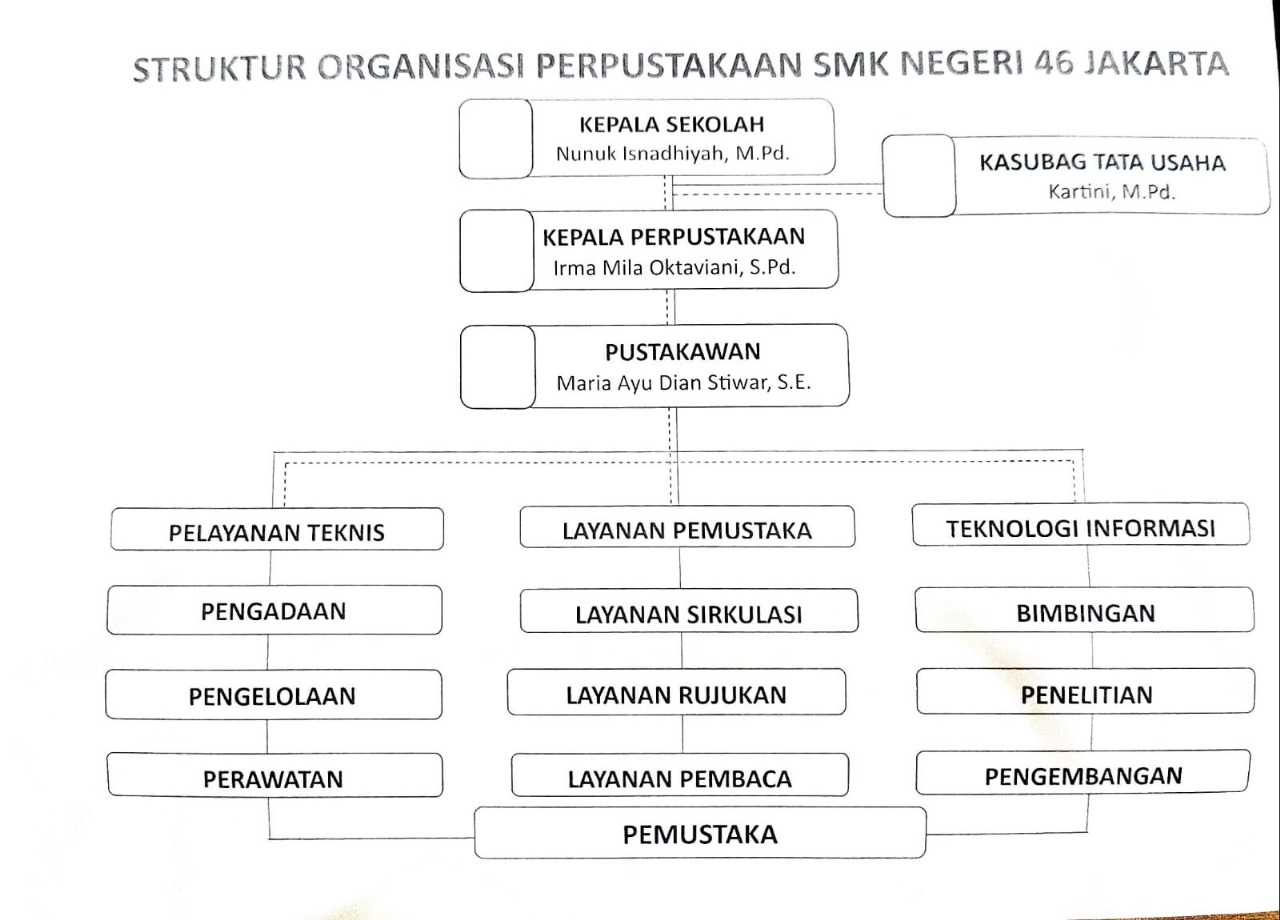 STRUKTUR ORGANISASI PERPUSTAKAAN SMK NEGERI 46 JAKARTA
KEPALA SEKOLAH
Nunuk Isnadhiyah, M.Pd.
KASUBAG TATA USAHA
Kartini, M.Pd.
KEPALA PERPUSTAKAAN
Irma Mila Oktaviani, S.Pd.
PUSTAKAWAN
Maria Ayu Dian Stiwar, S.E.
PELAYANAN TEKNIS
LAYANAN PEMUSTAKA
TEKNOLOGI INFORMASI
PENGADAAN
LAYANAN SIRKULASI
BIMBINGAN
PENGELOLAAN
LAYANAN RUJUKAN
PENELITIAN
PERAWATAN
LAYANAN PEMBACA
PENGEMBANGAN
PEMUSTAKA